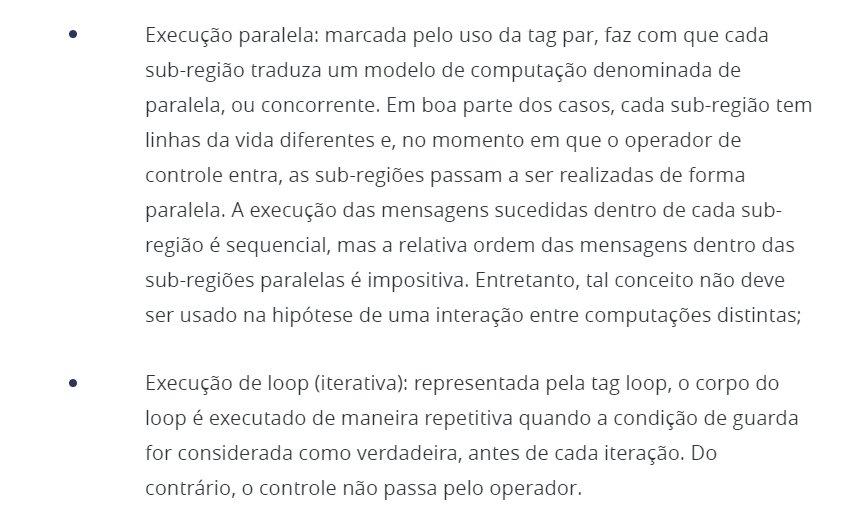 Execução paralela: marcada pelo uso da tag par, faz com que cada
sub-região traduza um modelo de computação denominada de
paralela, ou concorrente. Em boa parte dos casos, cada sub-região tem
linhas da vida diferentes e, no momento em que o operador de
controle entra, as sub-regiões passam a ser realizadas de forma
paralela. A execução das mensagens sucedidas dentro de cada sub-
região é sequencial, mas a relativa ordem das mensagens dentro das
sub-regiões paralelas é impositiva. Entretanto, tal conceito não deve
ser usado na hipótese de uma interação entre computações distintas;
Execução de loop (iterativa): representada pela tag loop, o corpo do
loop é executado de maneira repetitiva quando a condição de guarda
for considerada como verdadeira, antes de cada iteração. Do
contrário, o controle não passa pelo operador.